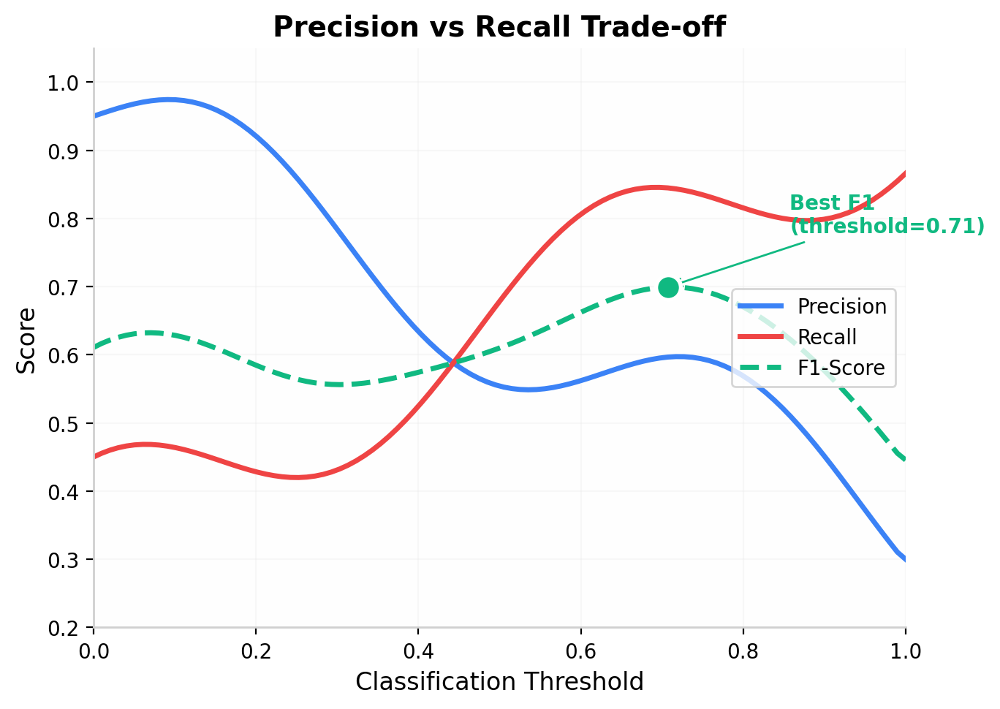 Precision vs Recall Trade-off
Score
1.0
0.9
0.8
0.7
0.6
0.5
0.4
0.3
0.2
Best F1
(threshold=0.71)
Precision
Recall
F1-Score
0.0 0.2 0.4 0.6 0.8 1.0
Classification Threshold